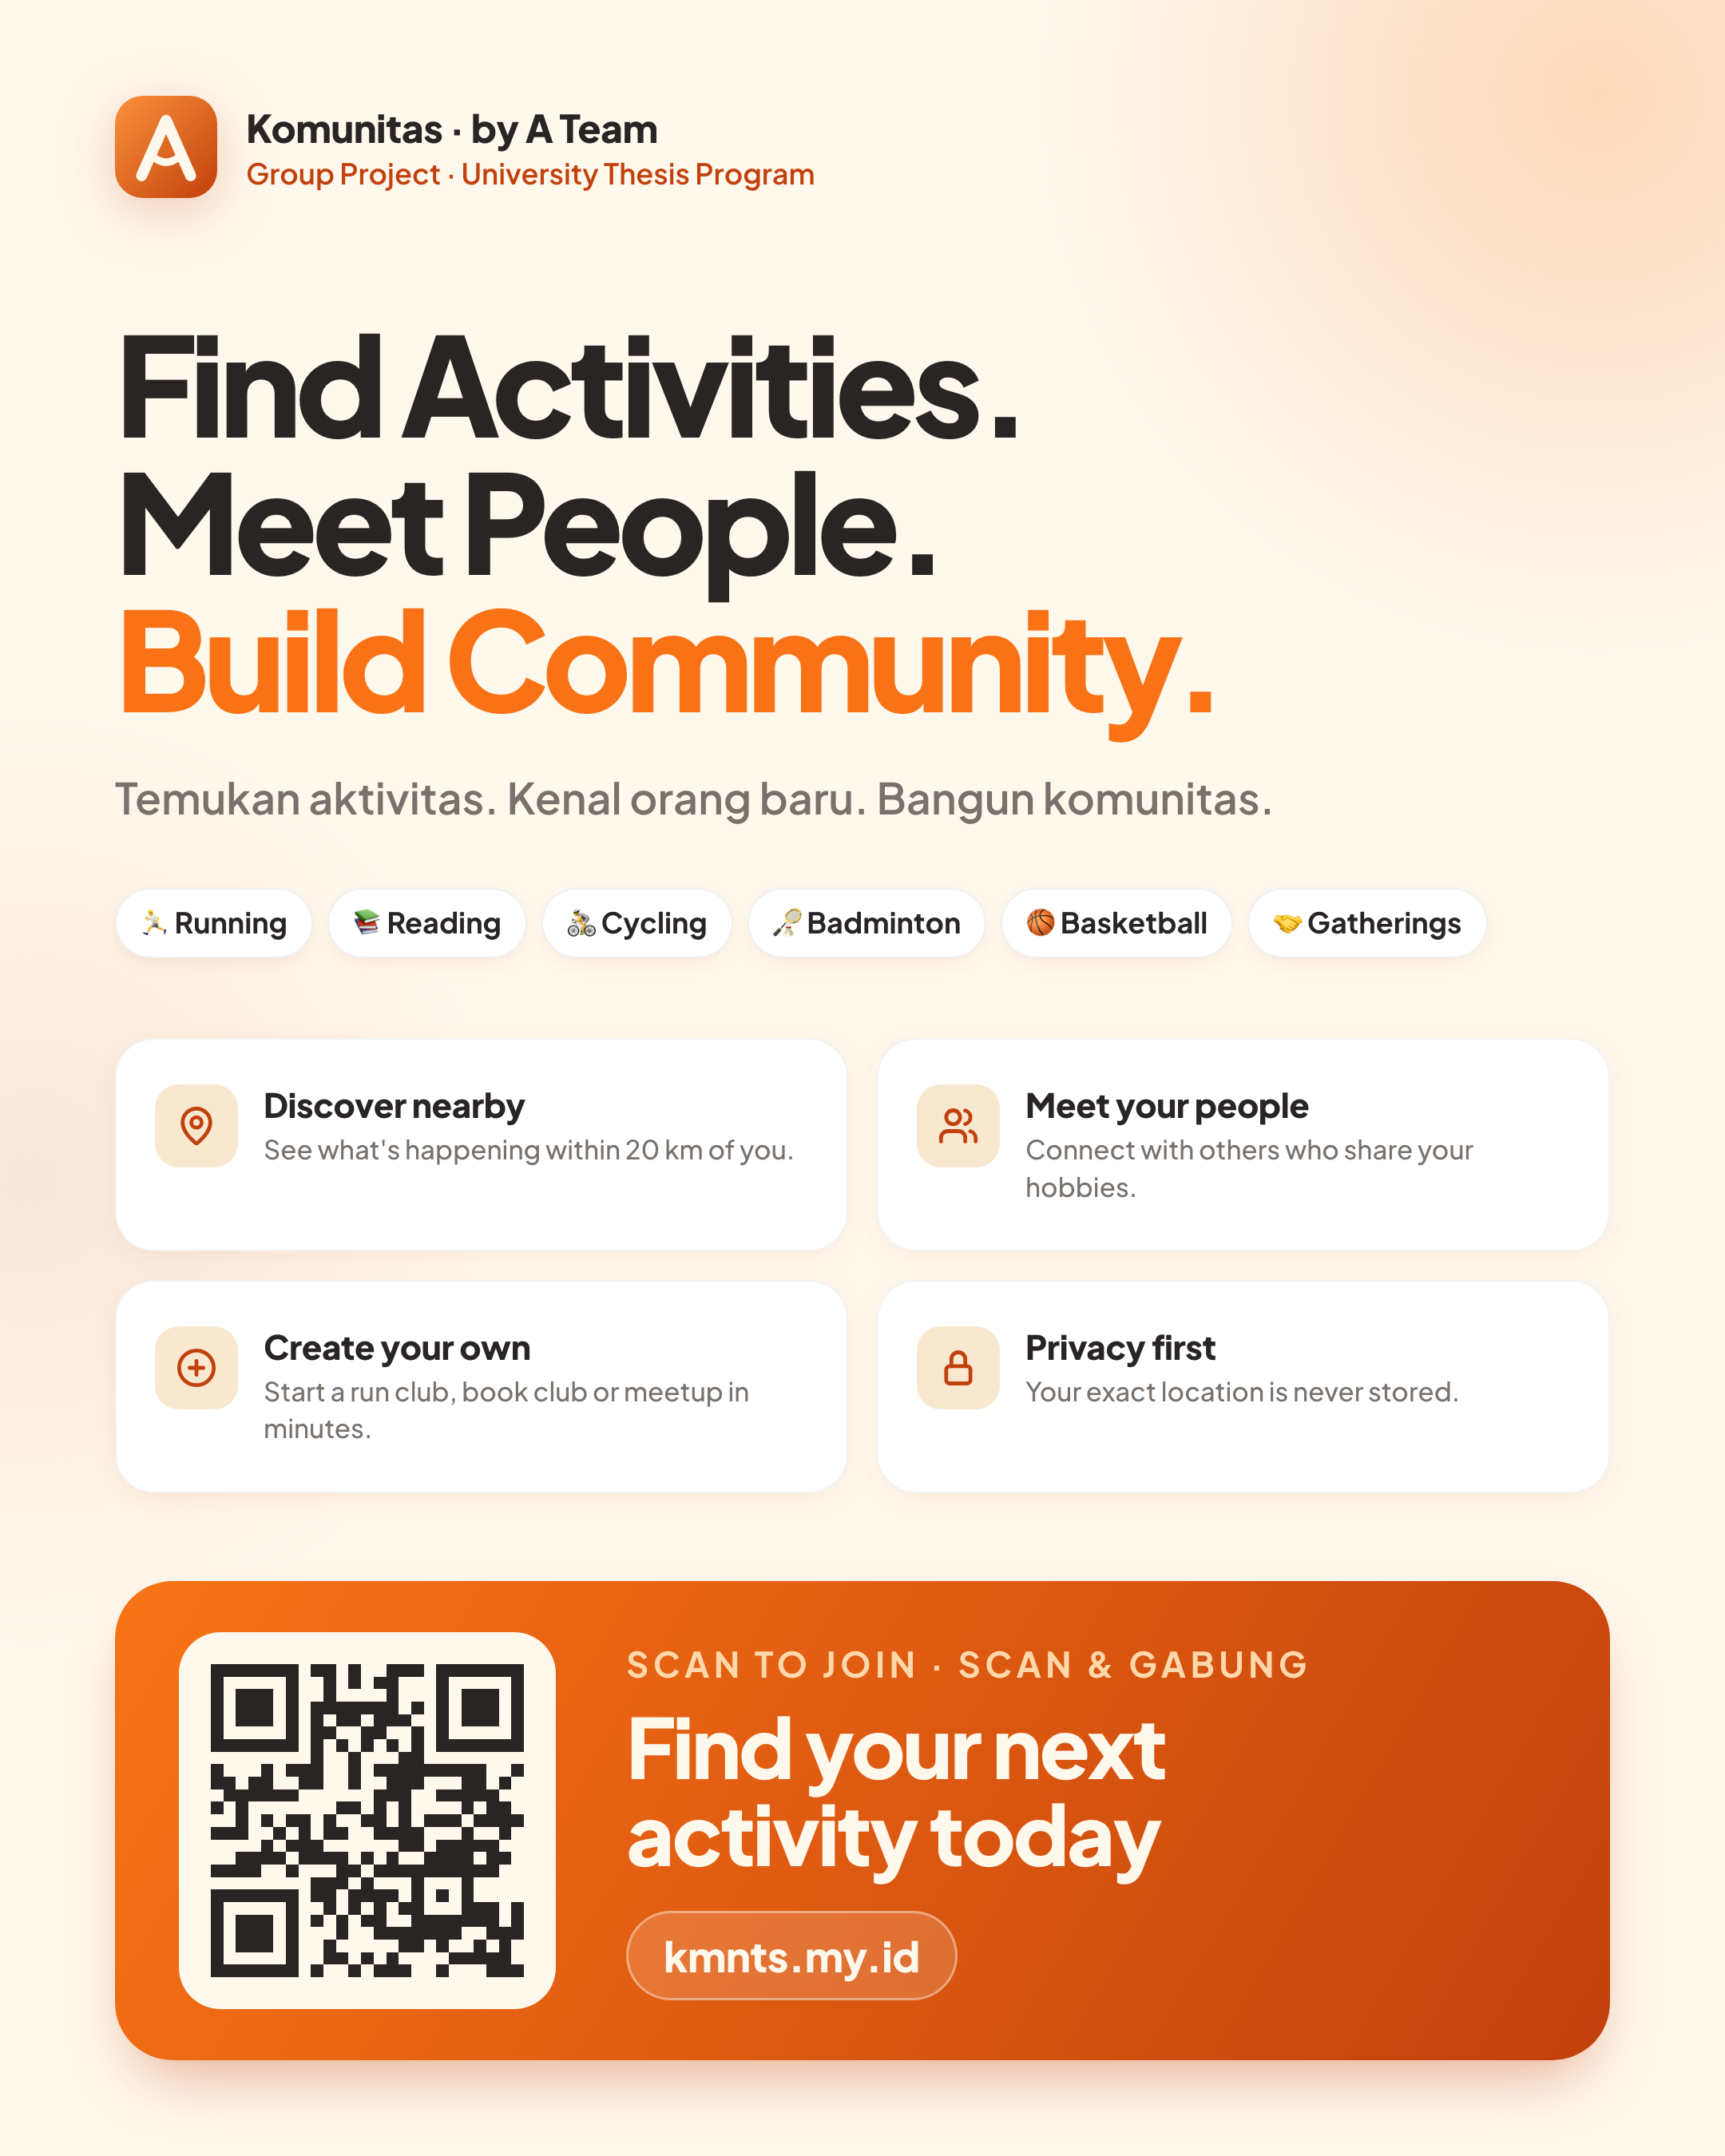 A
Komunitas · by A Team
Group Project · University Thesis Program
Find Activities.
Meet People.
Build Community.
Temukan aktivitas. Kenal orang baru. Bangun komunitas.
🏃 Running
📚 Reading
🚴 Cycling
🏸 Badminton
🏀 Basketball
🤝 Gatherings
Discover nearby
See what's happening within 20 km of you.
Meet your people
Connect with others who share your
hobbies.
Create your own
Start a run club, book club or meetup in
minutes.
Privacy first
Your exact location is never stored.
SCAN TO JOIN · SCAN & GABUNG
Find your next
activity today
kmnts.my.id